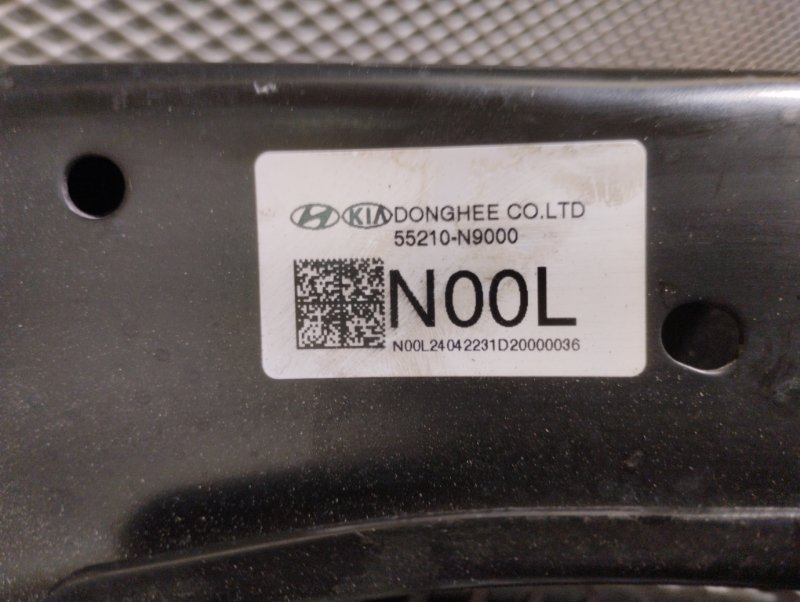 KIA DONGHEE CO.LTD
55210-N9000
N00L
N00L24042231D20000036